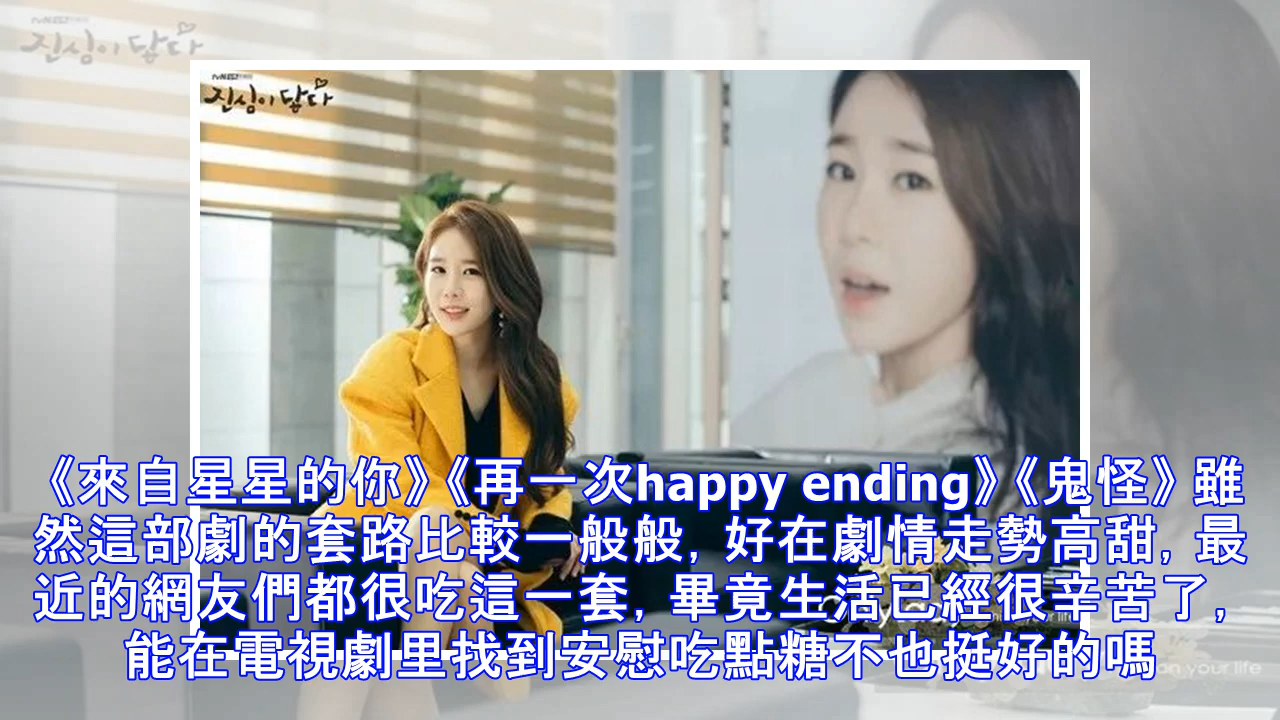 진심이 닿다
tvN
진심이 닿다
《來自星星的你》《再一次happy ending》《鬼怪》雖
然這部劇的套路比較一般般, 好在劇情走勢高甜, 最
近的網友們都很吃這一套, 畢竟生活已經很辛苦了,
能在電視劇里找到安慰吃點糖不也挺好的嗎
on your life